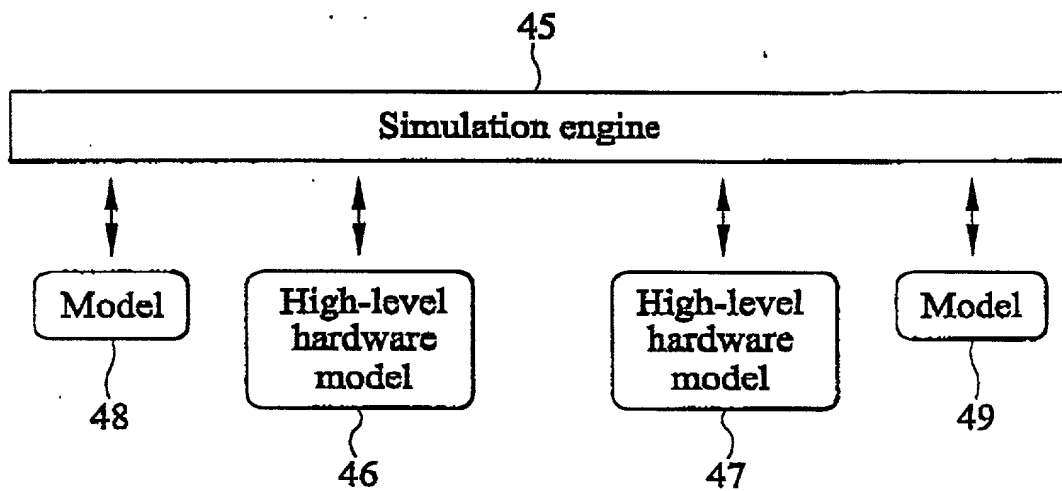 45
Simulation engine
Model
High-level
hardware
model
High-level
hardware
model
Model
48
46
47
49